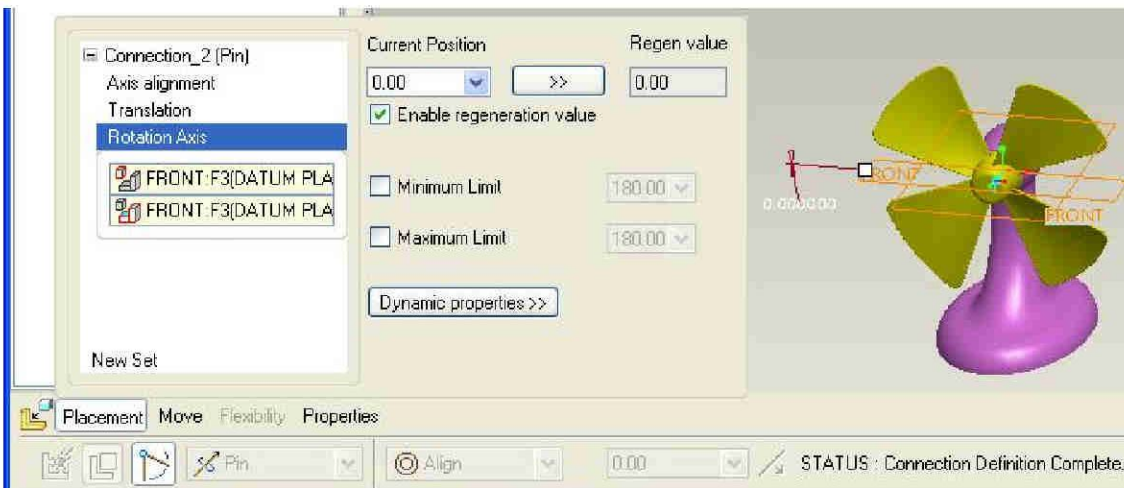 Connection_2 (Pin)
Axis alignment
Translation
Rotation Axis
FRONT:F3(DATUM PLA
FRONT:F3(DATUM PLA
New Set
Current Position
Regen value
0.00
>>
0.00
Enable regeneration value
Minimum Limit
180.00
Maximum Limit
180.00
Dynamic properties >>
0.000000
FRONT
FRONT
Placement Move Flexibility Properties
Pin
Align
0.00
STATUS : Connection Definition Complete.